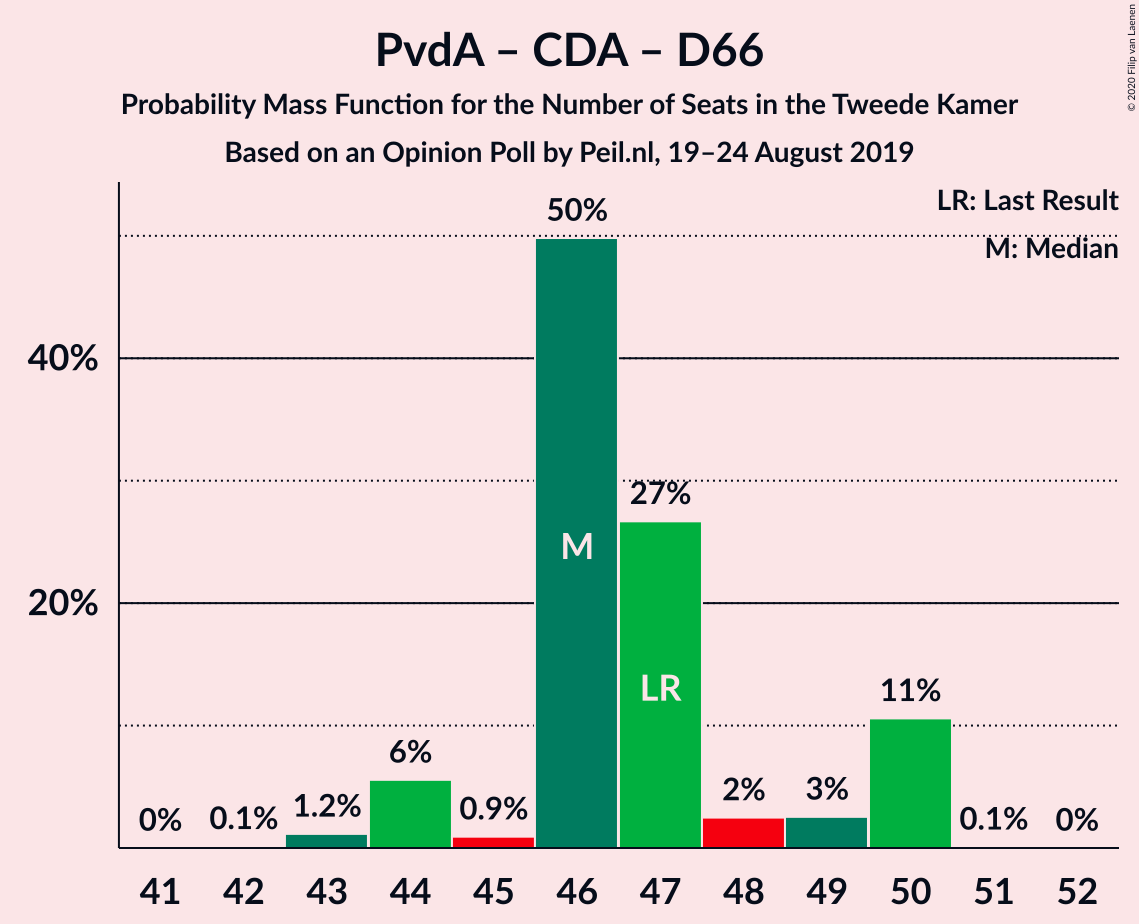 PvdA – CDA – D66
Probability Mass Function for the Number of Seats in the Tweede Kamer
Based on an Opinion Poll by Peil.nl, 19–24 August 2019
© 2020 Filip van Laenen
LR: Last Result
M: Median
40%
20%
0%
0.1%
1.2%
6%
0.9%
50%
27%
2%
3%
11%
0.1%
0%
M
LR
41 42 43 44 45 46 47 48 49 50 51 52